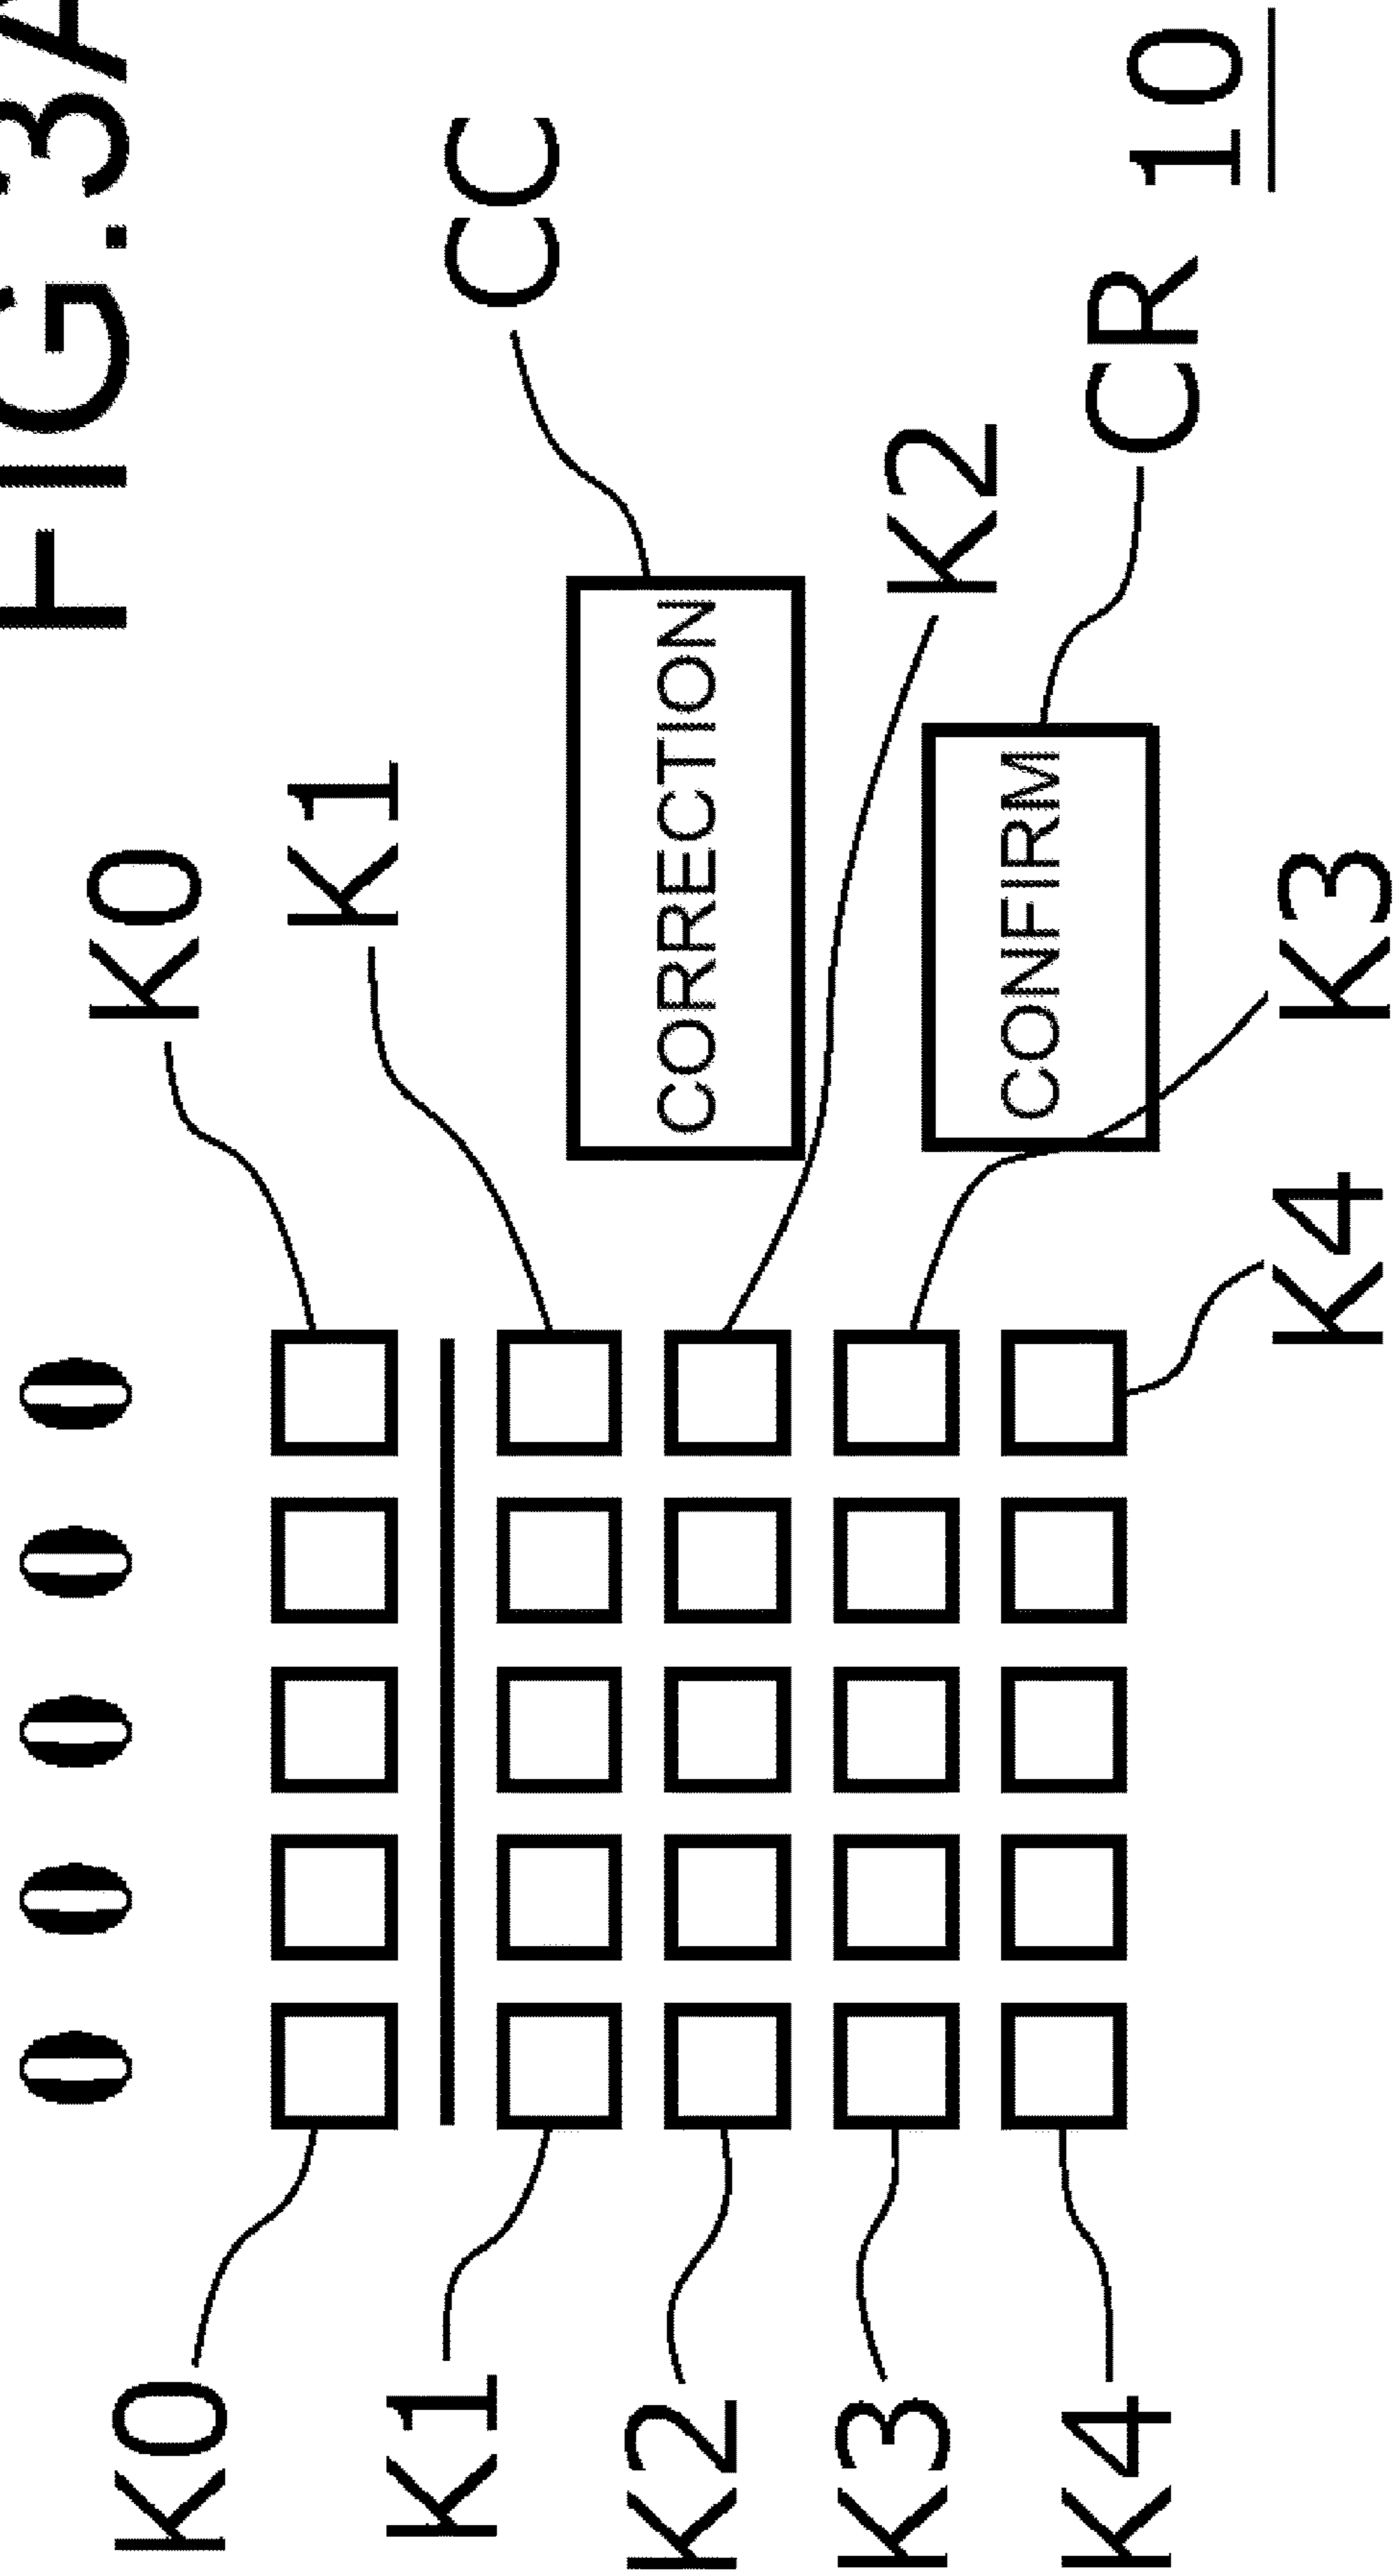 0 0 0 0 0 FIG.3A
K0 K0
K1 K1
CC
K2 CORRECTION
K3 K2
K4 CONFIRM CR 10
K4 K3